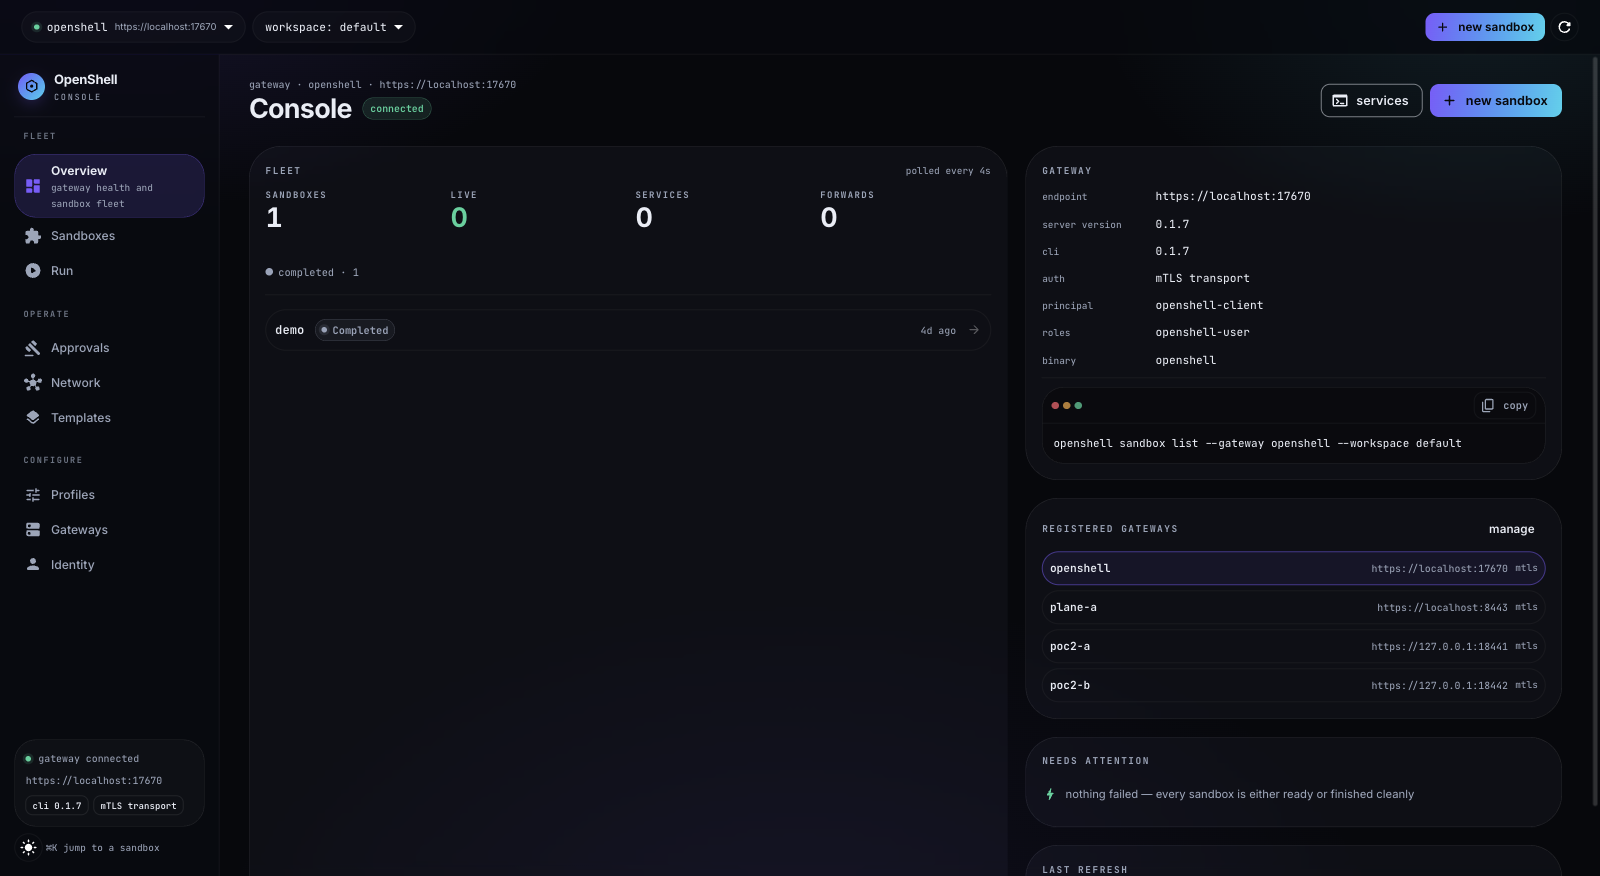 openshell https://localhost:17670
workspace: default
new sandbox
OpenShell
CONSOLE
FLEET
Overview
gateway health and
sandbox fleet
Sandboxes
Run
OPERATE
Approvals
Network
Templates
CONFIGURE
Profiles
Gateways
Identity
gateway connected
https://localhost:17670
cli 0.1.7 mTLS transport
⌘K jump to a sandbox
gateway · openshell · https://localhost:17670
Console connected
services
new sandbox
FLEET polled every 4s
SANDBOXES LIVE SERVICES FORWARDS
1 0 0 0
completed · 1
demo Completed 4d ago →
GATEWAY
endpoint https://localhost:17670
server version 0.1.7
cli 0.1.7
auth mTLS transport
principal openshell-client
roles openshell-user
binary openshell
copy
openshell sandbox list --gateway openshell --workspace default
REGISTERED GATEWAYS manage
openshell https://localhost:17670 mtls
plane-a https://localhost:8443 mtls
poc2-a https://127.0.0.1:18441 mtls
poc2-b https://127.0.0.1:18442 mtls
NEEDS ATTENTION
nothing failed — every sandbox is either ready or finished cleanly
LAST REFRESH